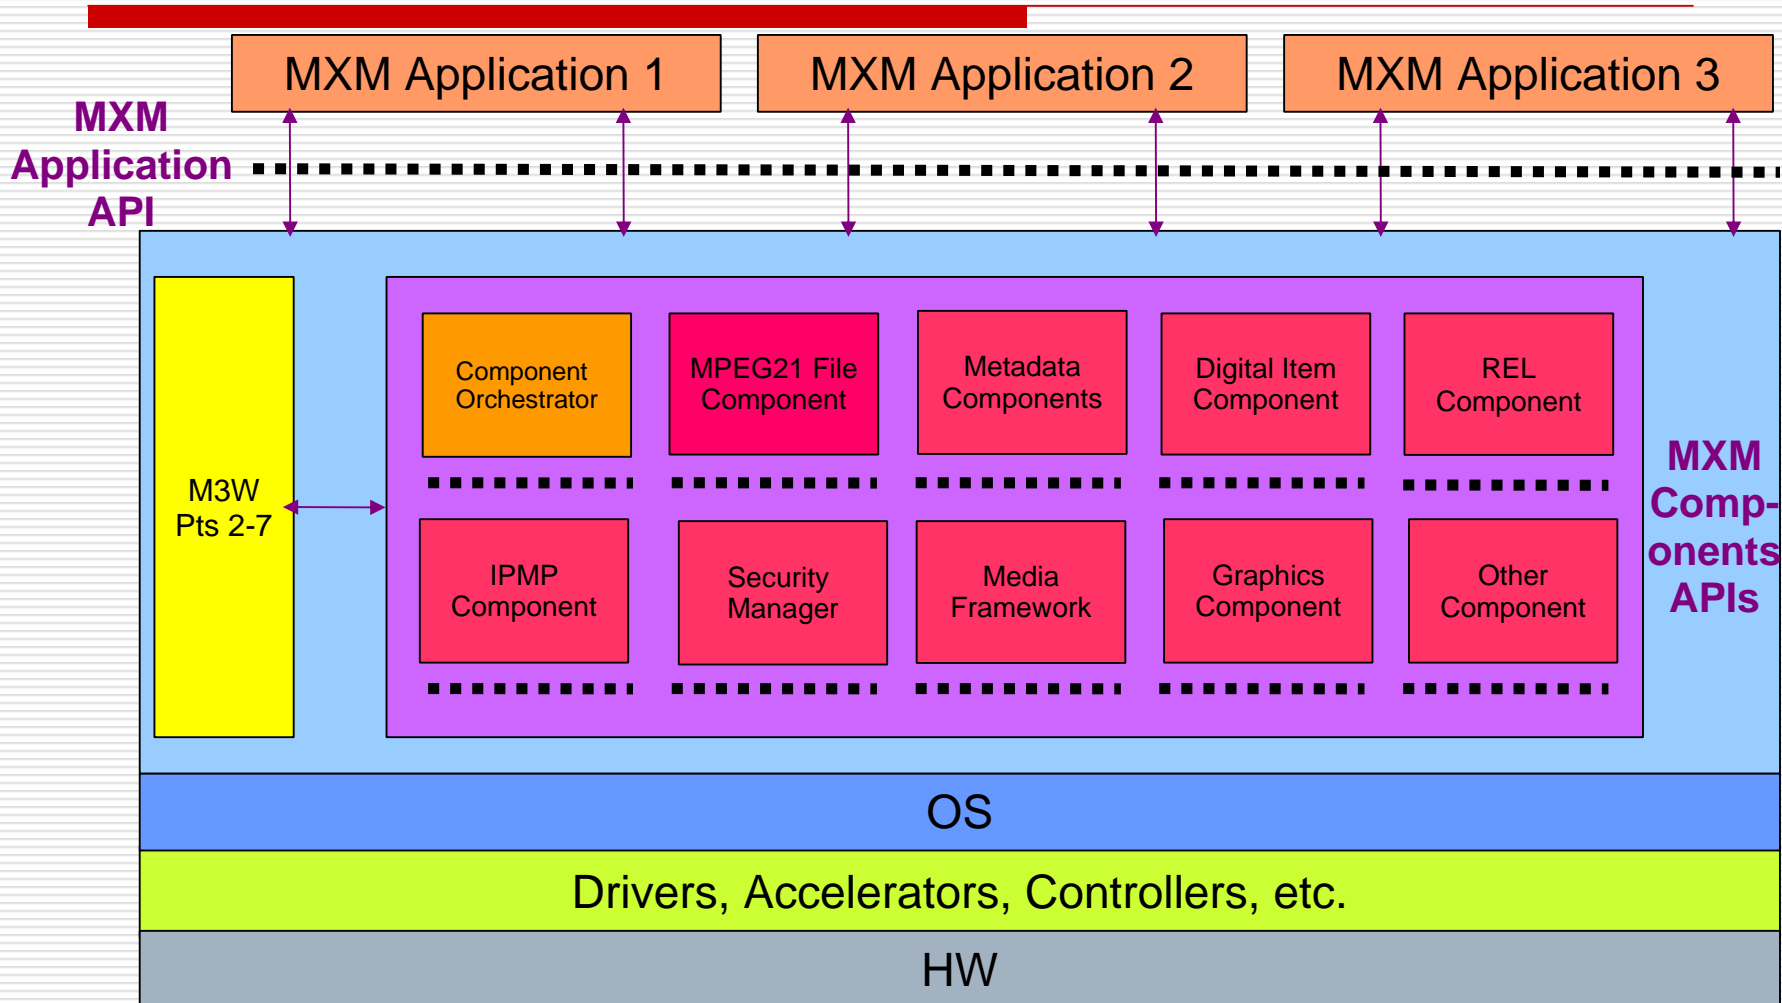 MXM Application 1
MXM Application 2
MXM Application 3
MXM
Application
API
Component
Orchestrator
MPEG21 File
Component
Metadata
Components
Digital Item
Component
REL
Component
M3W
Pts 2-7
IPMP
Component
Security
Manager
Media
Framework
Graphics
Component
Other
Component
MXM
Comp-
onents
APIs
OS
Drivers, Accelerators, Controllers, etc.
HW